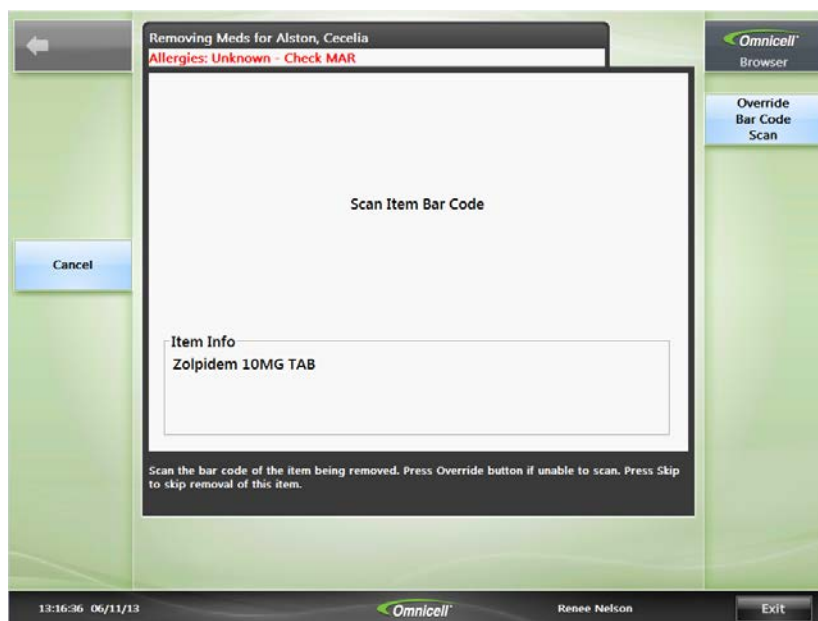 Removing Meds for Alston, Cecelia
Allergies: Unknown - Check MAR
Omnicell
Browser
Override
Bar Code
Scan
Scan Item Bar Code
Cancel
Item Info
Zolpidem 10MG TAB
Scan the bar code of the item being removed. Press Override button if unable to scan. Press Skip
to skip removal of this item.
13:16:36 06/11/13
Omnicell
Renee Nelson
Exit